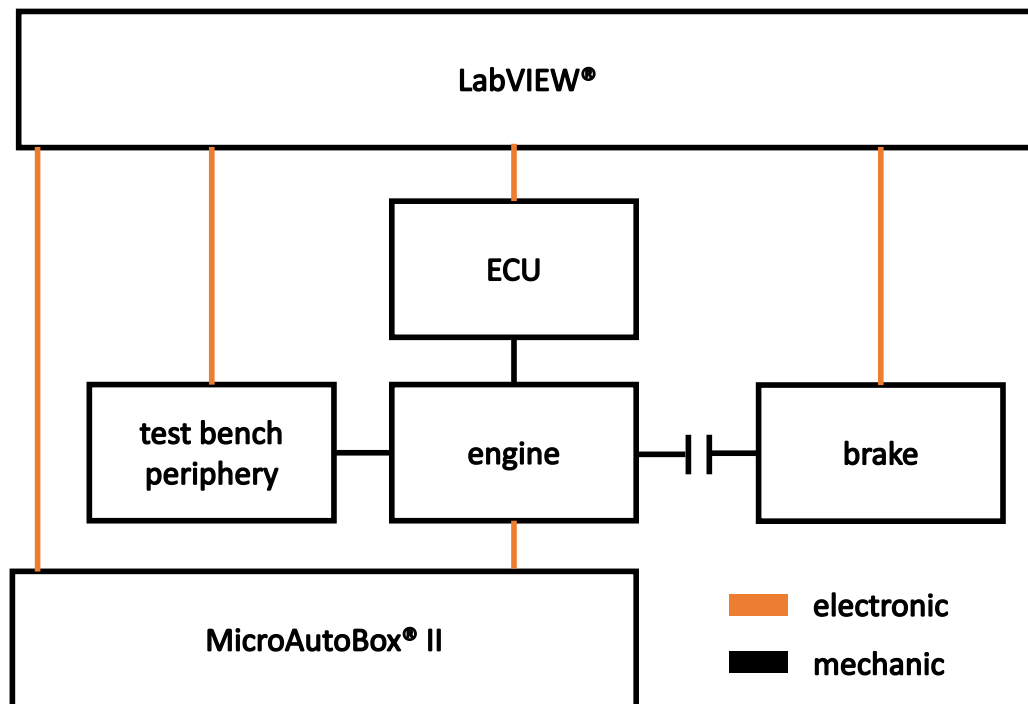 LabVIEW®
ECU
test bench
periphery
engine
brake
MicroAutoBox® II
electronic
mechanic